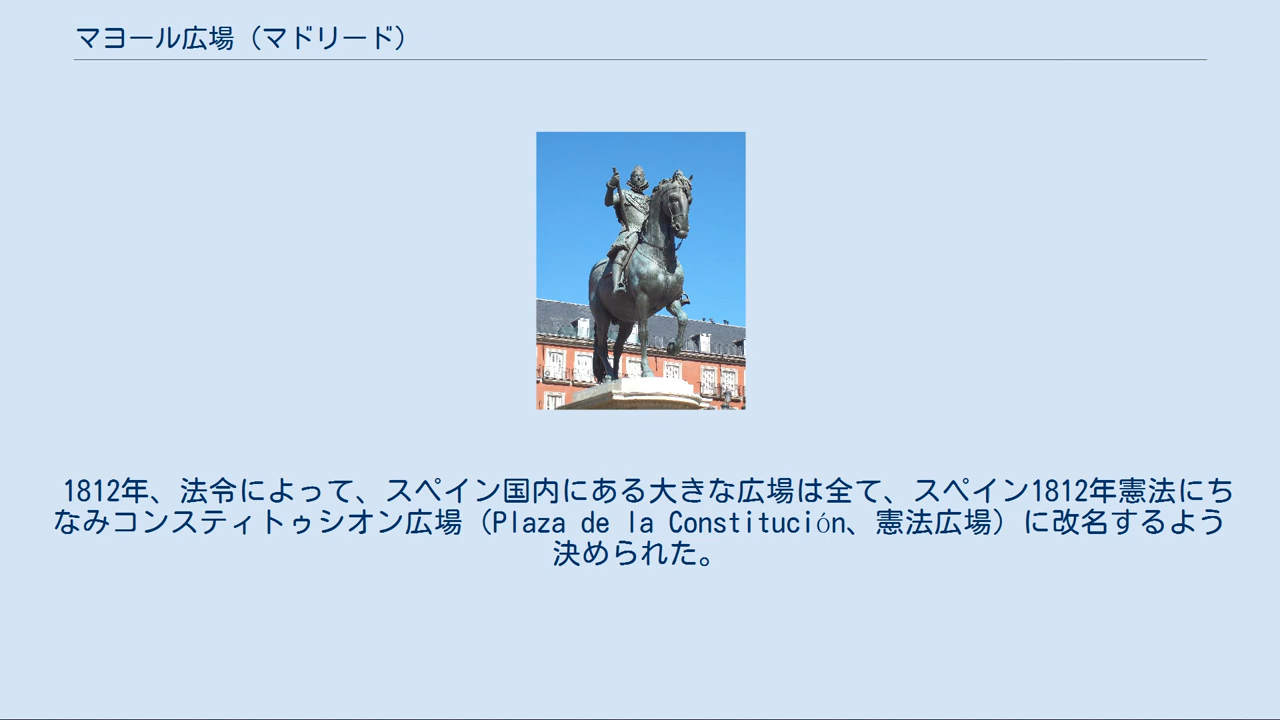 マヨール広場（マドリード）
1812年、法令によって、スペイン国内にある大きな広場は全て、スペイン1812年憲法にち
なみコンスティトゥシオン広場（Plaza de la Constitución、憲法広場）に改名するよう
決められた。